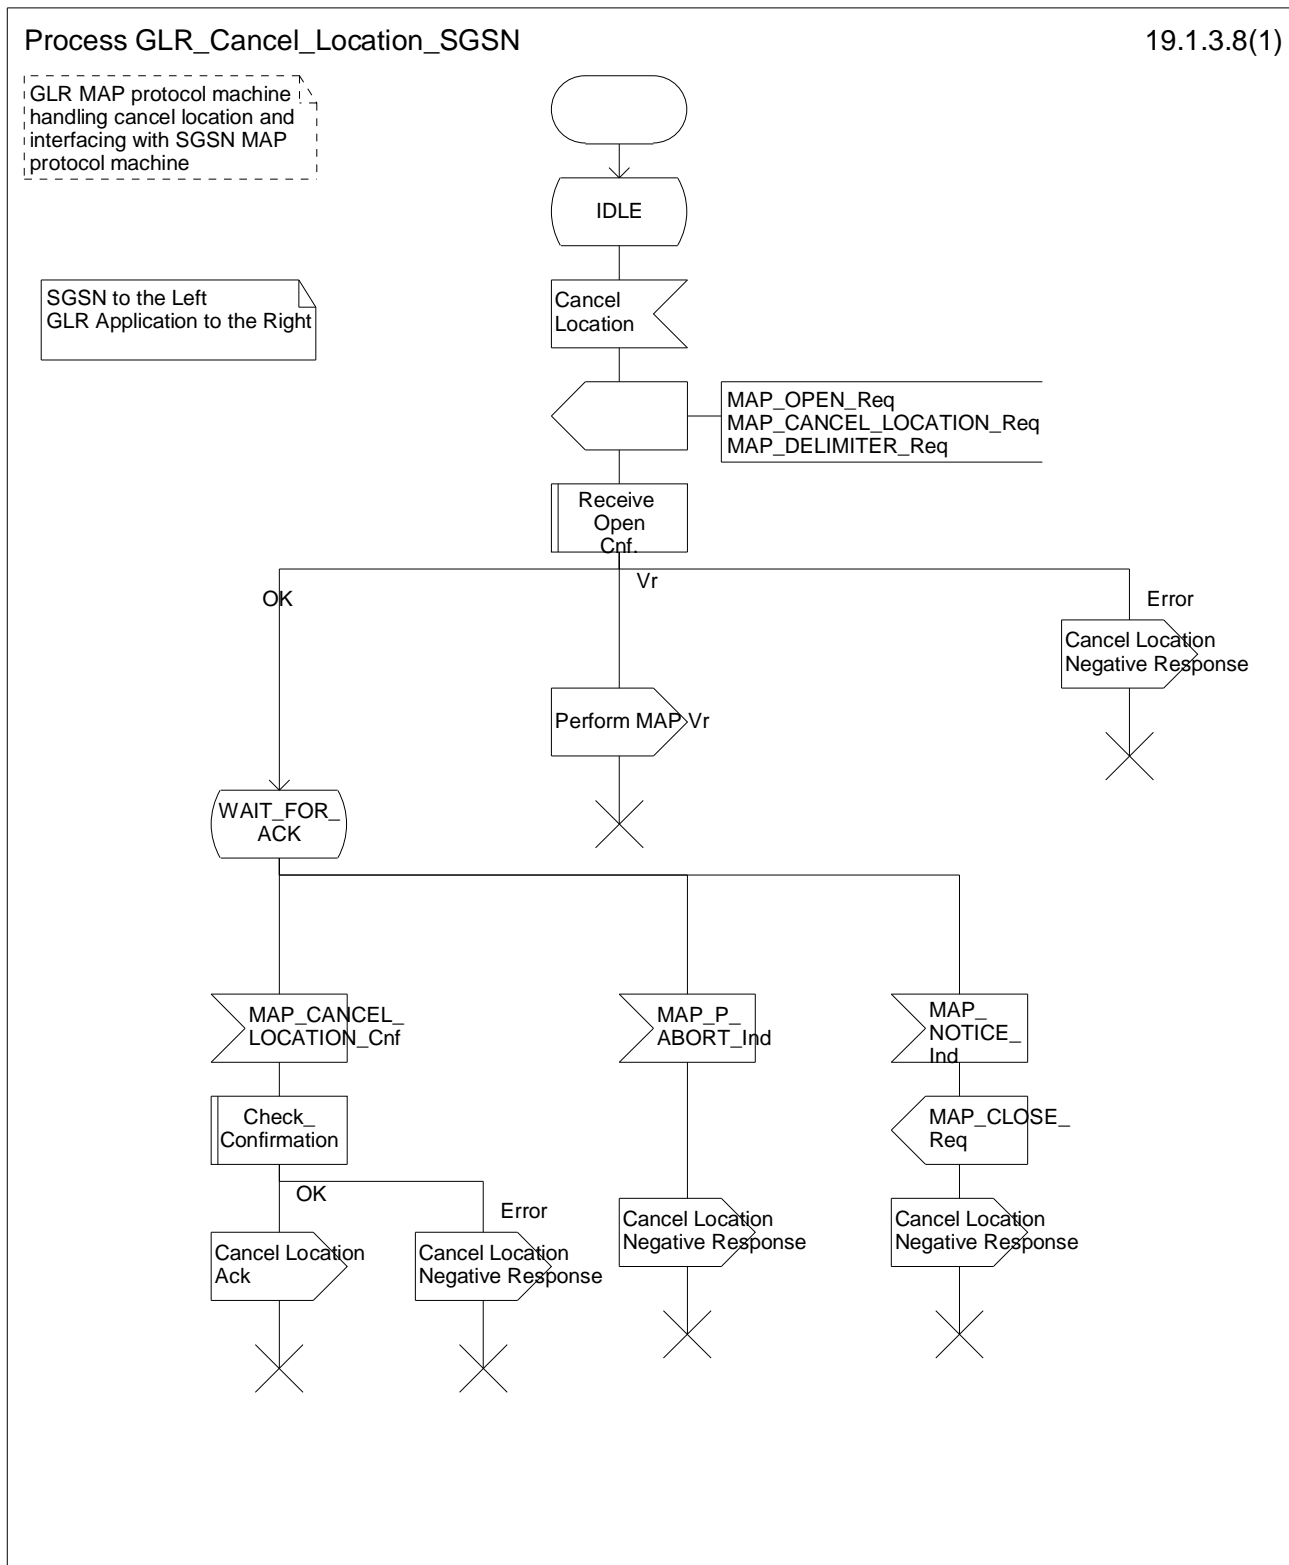 Process GLR_Cancel_Location_SGSN
19.1.3.8(1)
GLR MAP protocol machine
handling cancel location and
interfacing with SGSN MAP
protocol machine
IDLE
SGSN to the Left
GLR Application to the Right
Cancel
Location
MAP_OPEN_Req
MAP_CANCEL_LOCATION_Req
MAP_DELIMITER_Req
Receive
Open
Cnf.
OK
Vr
Error
Cancel Location
Negative Response
Perform MAP Vr
WAIT_FOR_
ACK
MAP_CANCEL_
LOCATION_Cnf
MAP_P_
ABORT_Ind
MAP_
NOTICE_
Ind
Check_
Confirmation
MAP_CLOSE_
Req
OK
Error
Cancel Location
Ack
Cancel Location
Negative Response
Cancel Location
Negative Response
Cancel Location
Negative Response